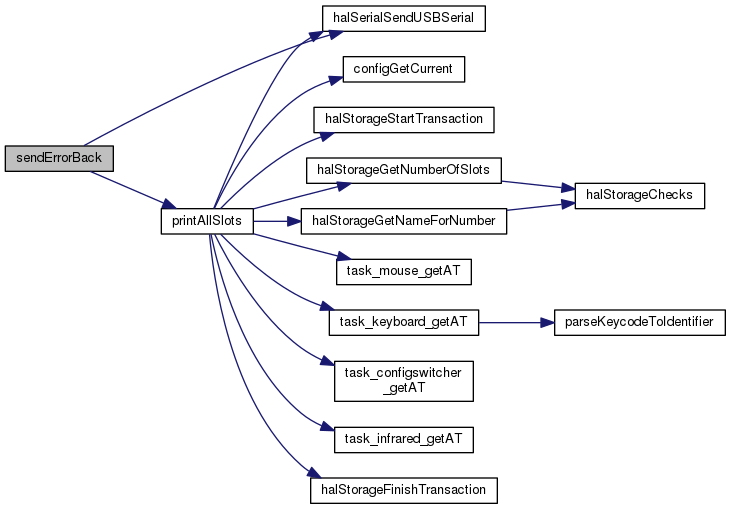 halSerialSendUSBSerial
configGetCurrent
halStorageStartTransaction
sendErrorBack
halStorageGetNumberOfSlots
halStorageChecks
printAllSlots
halStorageGetNameForNumber
task_mouse_getAT
task_keyboard_getAT
parseKeycodeToIdentifier
task_configswitcher
_getAT
task_infrared_getAT
halStorageFinishTransaction